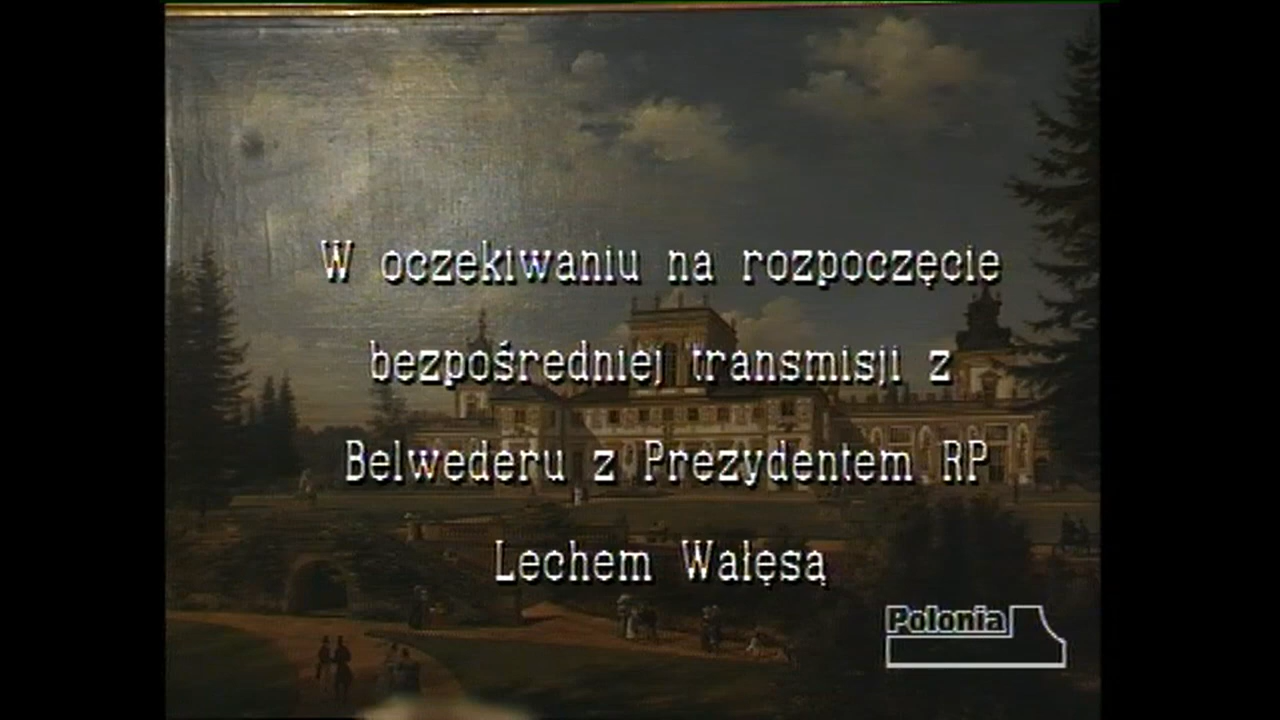 W oczekiwaniu na rozpoczęcie
bezpośredniej transmisji z
Belwederu z Prezydentem RP
Lechem Wałęsą
Polonia